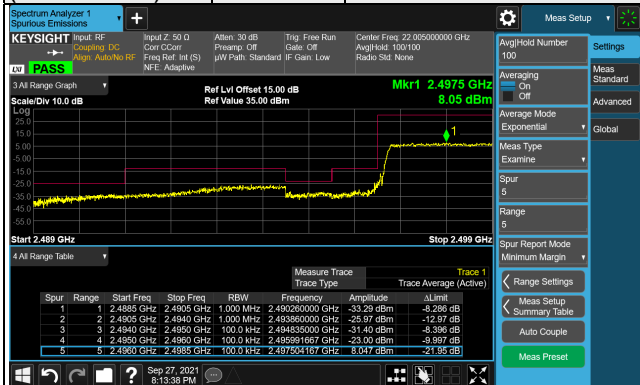 Spectrum Analyzer 1
Spurious Emissions
Meas Setup
KEYSIGHT
Input: RF
Coupling: DC
Align: Auto/No RF
Input Z: 50 Ω
Corr CCorr
Freq Ref: Int (S)
NFE: Adaptive
Atten: 30 dB
Preamp: Off
µW Path: Standard
Trig: Free Run
Gate: Off
IF Gain: Low
Center Freq: 22.005000000 GHz
Avg|Hold: 100/100
Radio Std: None
LXI PASS
3 All Range Graph
Scale/Div 10.0 dB
Ref Lvl Offset 15.00 dB
Ref Value 35.00 dBm
Mkr1 2.4975 GHz
8.05 dBm
Log
25.0
15.0
5.00
-5.00
-15.0
-25.0
-35.0
-45.0
-55.0
1
Start 2.489 GHz
Stop 2.499 GHz
4 All Range Table
Measure Trace Trace 1
Trace Type Trace Average (Active)
Spur Range Start Freq Stop Freq RBW Frequency Amplitude ΔLimit
1 1 2.4885 GHz 2.4905 GHz 1.000 MHz 2.490260000 GHz -33.29 dBm -8.286 dB
2 2 2.4905 GHz 2.4940 GHz 1.000 MHz 2.493860000 GHz -25.97 dBm -12.97 dB
3 3 2.4940 GHz 2.4950 GHz 100.0 kHz 2.494835000 GHz -31.40 dBm -8.396 dB
4 4 2.4950 GHz 2.4960 GHz 100.0 kHz 2.495991667 GHz -23.00 dBm -9.997 dB
5 5 2.4960 GHz 2.4985 GHz 100.0 kHz 2.497504167 GHz 8.047 dBm -21.95 dB
Sep 27, 2021
8:13:38 PM
Avg|Hold Number
100
Averaging
On
Off
Average Mode
Exponential
Meas Type
Examine
Spur
5
Range
5
Spur Report Mode
Minimum Margin
Range Settings
Meas Setup
Summary Table
Auto Couple
Meas Preset
Settings
Meas
Standard
Advanced
Global